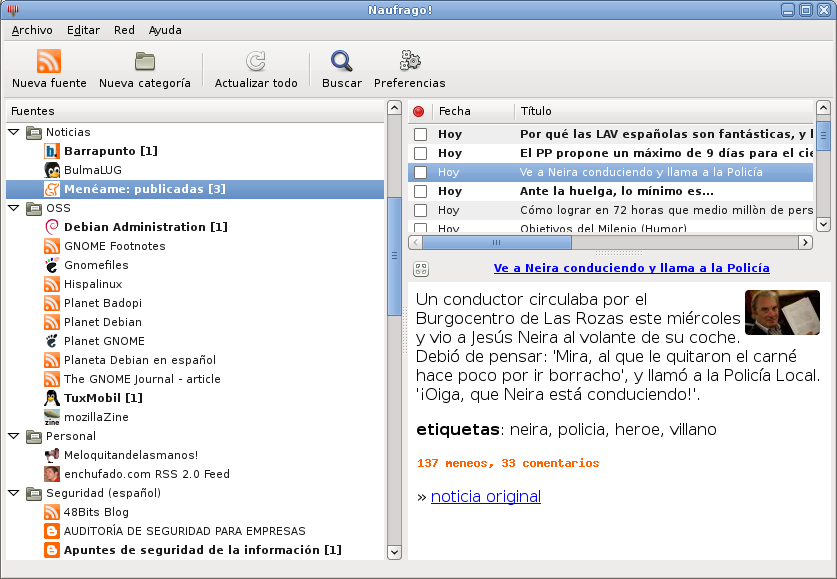 Naufrago!
Archivo Editar Red Ayuda
Nueva fuente Nueva categoría Actualizar todo Buscar Preferencias
Fuentes
Noticias
Barrapunto [1]
BulmaLUG
Menéame: publicadas [3]
OSS
Debian Administration [1]
GNOME Footnotes
Gnomefiles
Hispalinux
Planet Badopi
Planet Debian
Planet GNOME
Planeta Debian en español
The GNOME Journal - article
TuxMobil [1]
mozillaZine
Personal
Meloquitandelasmanos!
enchufado.com RSS 2.0 Feed
Seguridad (español)
48Bits Blog
AUDITORÍA DE SEGURIDAD PARA EMPRESAS
Apuntes de seguridad de la información [1]
Fecha Título
Hoy Por qué las LAV españolas son fantásticas, y l
Hoy El PP propone un máximo de 9 días para el cie
Hoy Ve a Neira conduciendo y llama a la Policía
Hoy Ante la huelga, lo mínimo es...
Hoy Cómo lograr en 72 horas que medio millòn de pers
Hoy Objetivos del Milenio (Humor)
Ve a Neira conduciendo y llama a la Policía
Un conductor circulaba por el
Burgocentro de Las Rozas este miércoles
y vio a Jesús Neira al volante de su coche.
Debió de pensar: 'Mira, al que le quitaron el carné
hace poco por ir borracho', y llamó a la Policía Local.
'¡Oiga, que Neira está conduciendo!'.
etiquetas: neira, policia, heroe, villano
137 meneos, 33 comentarios
» noticia original